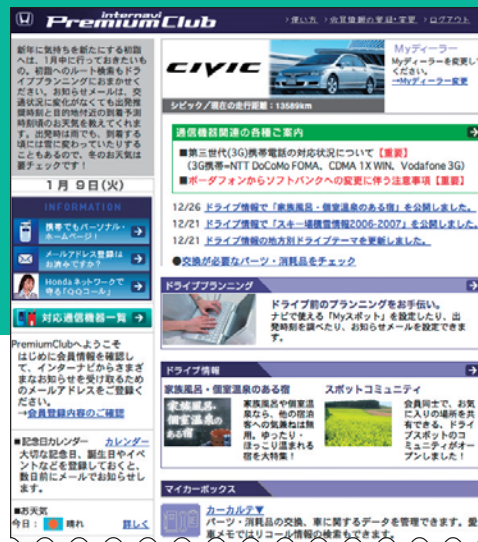 internavi
Premium Club
使い方
会員登録の登録・変更
ログアウト
新年に気持を新たにする初詣
へは、1月中に行っておきたいも
の。初詣へのルート検索もドラ
イブプランニングにおまかせく
ださい。お知らせメールは、交
通状況に変化がなくても出発推
奨時刻と目的地付近の到着予測
時刻頃のお天気を教えてくれま
す。出発時は雨でも、到着する
頃には雪に変わっていたりする
こともあるので、冬のお天気は
要チェックです！
1月 9日(火)
INFORMATION
携帯でもパーソナル・
ホームページ！
メールアドレス登録は
お済みですか？
Hondaネットワークで
守る「QQコール」
対応通信機器一覧
PremiumClubへようこそ
はじめに会員情報を確認し
て、インターナビからさまざ
まなお知らせを受け取るため
のメールアドレスをご登録く
ださい。
→会員登録内容のご確認
■記念日カレンダー カレンダー
大切な記念日、誕生日やイベ
ントなどを登録しておくと、
数日前にメールでお知らせし
ます。
■お天気
今日： 晴れ 詳しく
CIVIC
シビック／現在の走行距離：13589km
Myディーラー
Myディーラーを変更して
ください。
→Myディーラー変更
通信機器関連の各種ご案内
■第三世代(3G)携帯電話の対応状況について【重要】
(3G携帯=NTT DoCoMo FOMA、CDMA 1X WIN、Vodafone 3G)
■ボーダフォンからソフトバンクへの変更に伴う注意事項【重要】
12/26 ドライブ情報で「家族風呂・個室温泉のある宿」を公開しました。
12/21 ドライブ情報で「スキー場積雪情報2006-2007」を公開しました。
12/21 ドライブ情報の地方別ドライブテーマを更新しました。
●交換が必要なパーツ・消耗品をチェック
ドライブプランニング
ドライブ前のプランニングをお手伝い。
ナビで使える「Myスポット」を設定したり、出
発時刻を調べたり、お知らせメールを設定できま
す。
ドライブ情報
家族風呂・個室温泉のある宿
家族風呂・
個室温泉の
ある宿
家族風呂や個室温
泉なら、他の宿泊
客への気兼ねは無
用。ゆったり・
ほっこり温まれる
宿を大特集！
スポットコミュニティ
会員同士で、お気
に入りの場所を共
有できる、ドライ
ブスポットのコ
ミュニティがオー
プンしました！
マイカーボックス
カーカルテ▼
パーツ・消耗品の交換、車に関するデータを管理できます。愛
車メモではリコール情報の検索もできます。